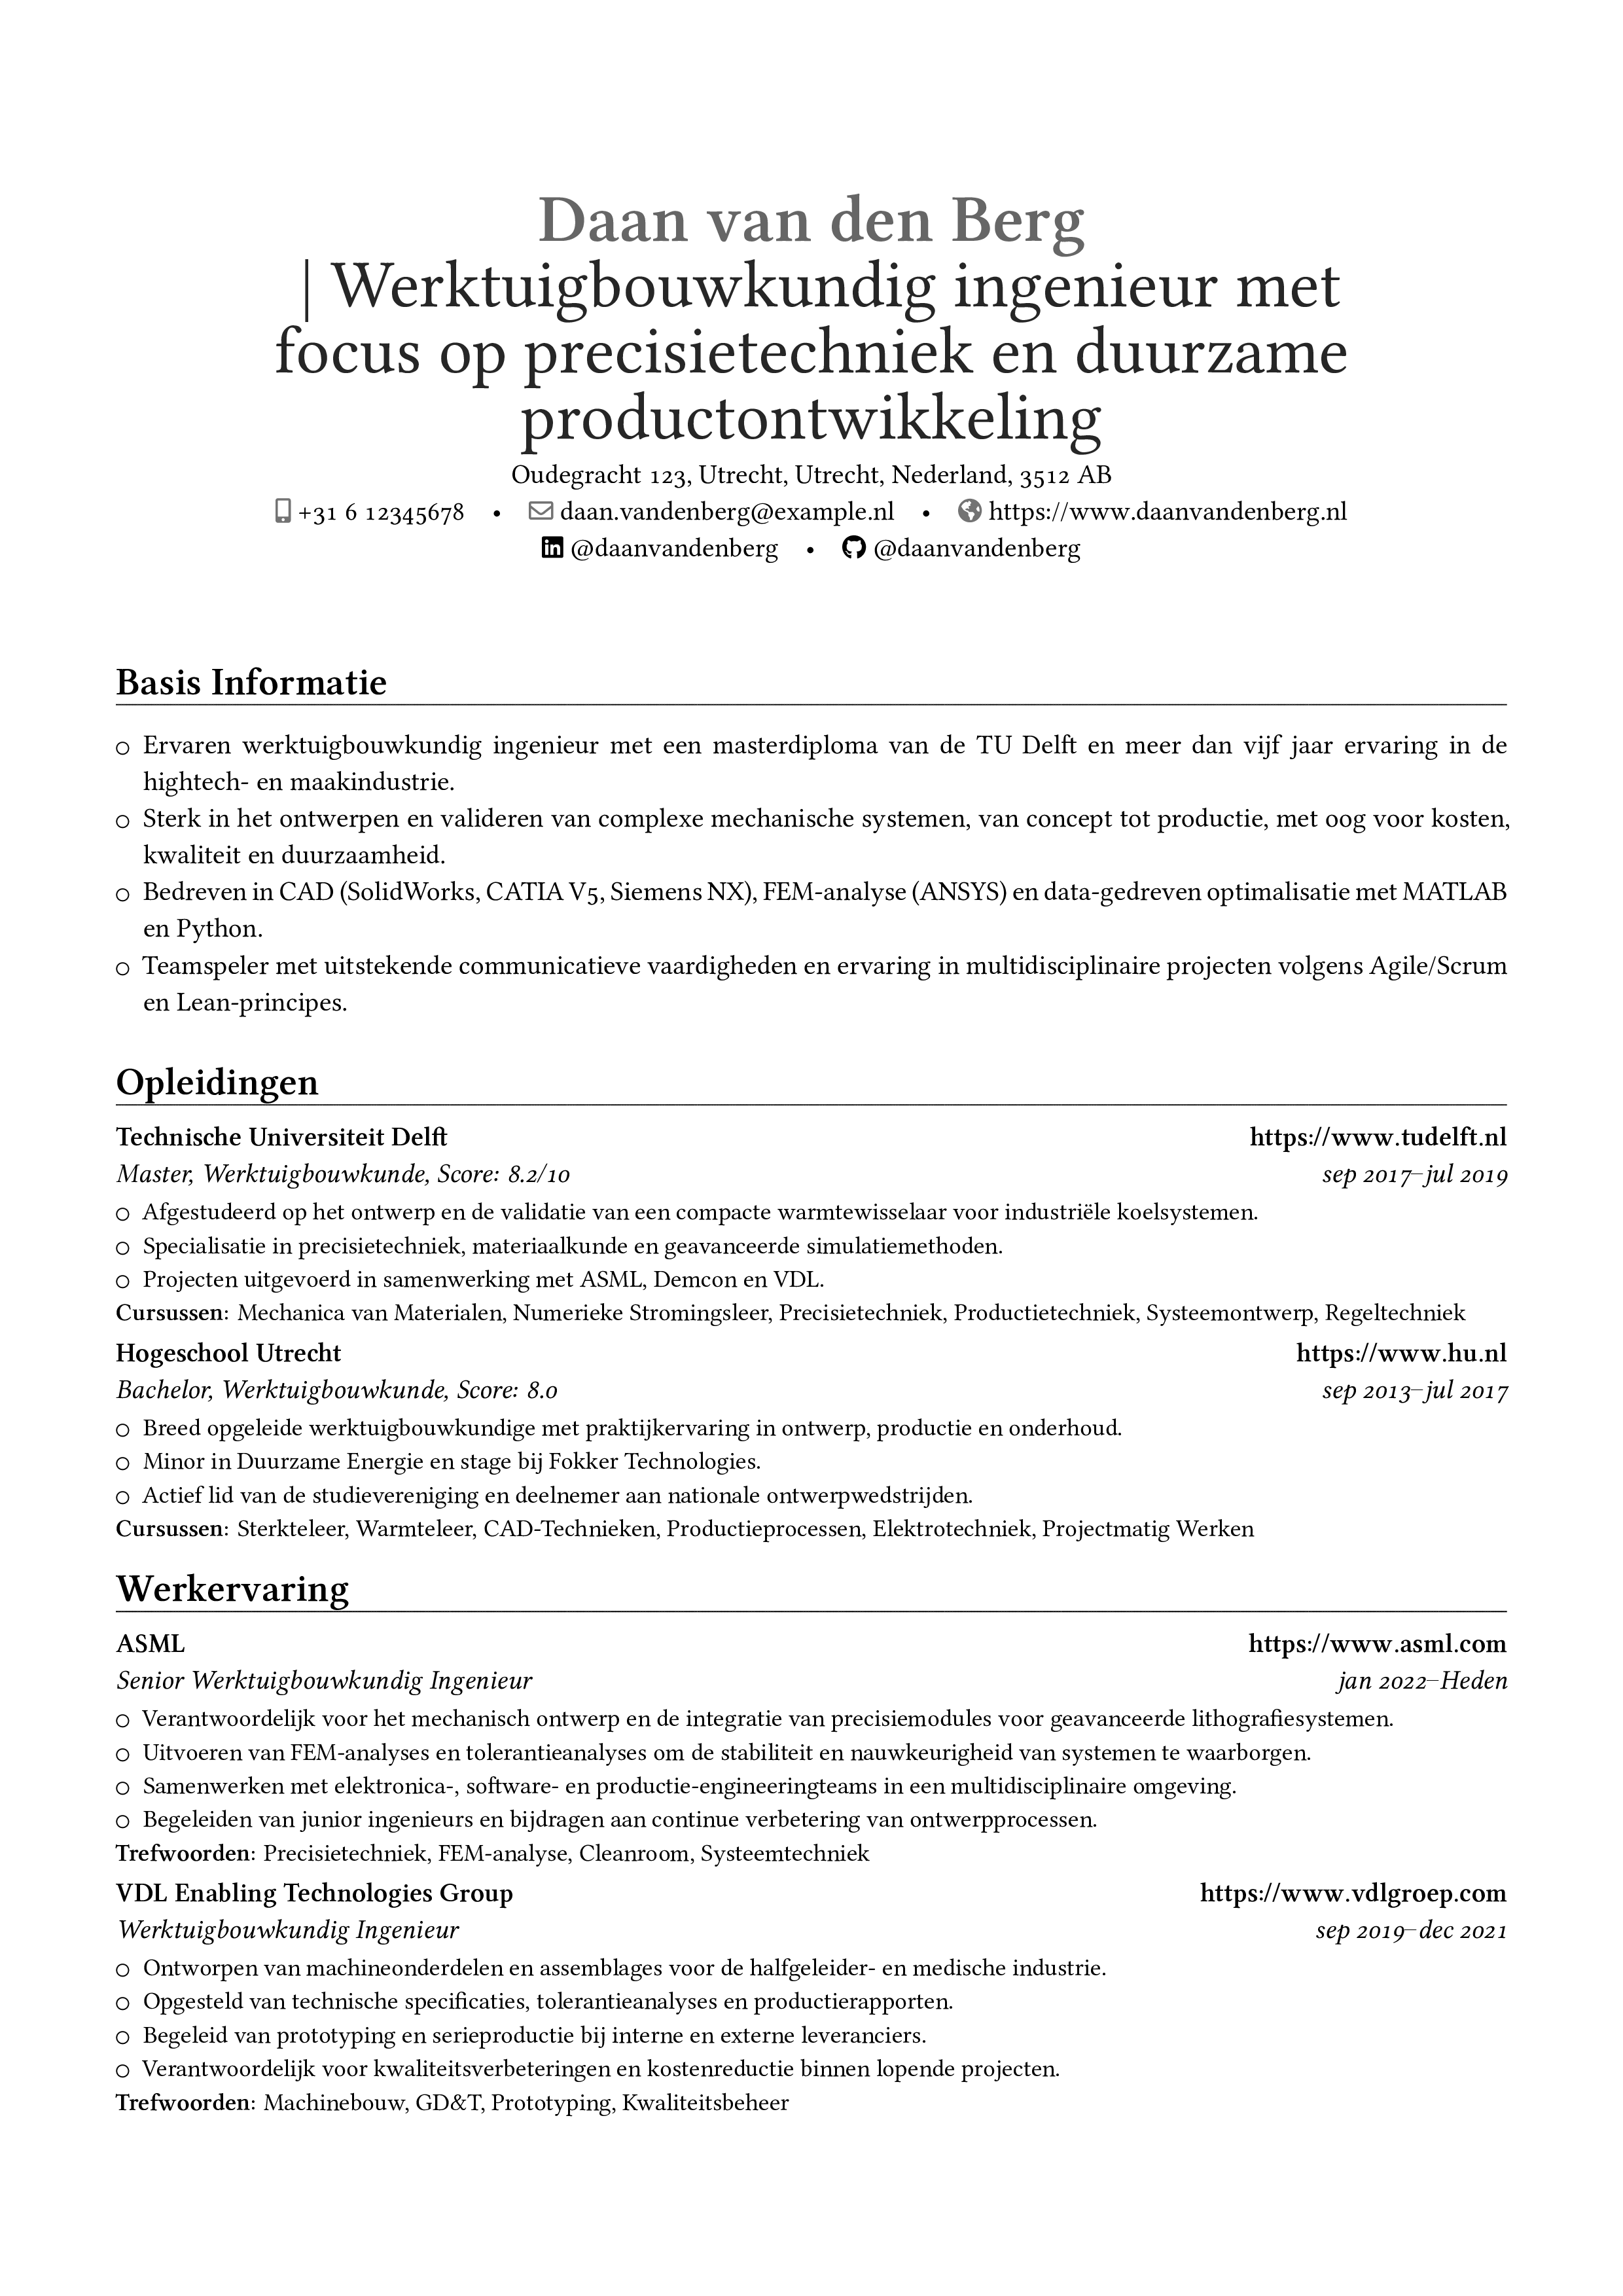 Daan van den Berg
| Werktuigbouwkundig ingenieur met
focus op precisietechniek en duurzame
productontwikkeling
Oudegracht 123, Utrecht, Utrecht, Nederland, 3512 AB
+31 6 12345678 • daan.vandenberg@example.nl • https://www.daanvandenberg.nl
@daanvandenberg • @daanvandenberg
Basis Informatie
○ Ervaren werktuigbouwkundig ingenieur met een masterdiploma van de TU Delft en meer dan vijf jaar ervaring in de
hightech- en maakindustrie.
○ Sterk in het ontwerpen en valideren van complexe mechanische systemen, van concept tot productie, met oog voor kosten,
kwaliteit en duurzaamheid.
○ Bedreven in CAD (SolidWorks, CATIA V5, Siemens NX), FEM-analyse (ANSYS) en data-gedreven optimalisatie met MATLAB
en Python.
○ Teamspeler met uitstekende communicatieve vaardigheden en ervaring in multidisciplinaire projecten volgens Agile/Scrum
en Lean-principes.
Opleidingen
Technische Universiteit Delft https://www.tudelft.nl
Master, Werktuigbouwkunde, Score: 8.2/10 sep 2017–jul 2019
○ Afgestudeerd op het ontwerp en de validatie van een compacte warmtewisselaar voor industriële koelsystemen.
○ Specialisatie in precisietechniek, materiaalkunde en geavanceerde simulatiemethoden.
○ Projecten uitgevoerd in samenwerking met ASML, Demcon en VDL.
Cursussen: Mechanica van Materialen, Numerieke Stromingsleer, Precisietechniek, Productietechniek, Systeemontwerp, Regeltechniek
Hogeschool Utrecht https://www.hu.nl
Bachelor, Werktuigbouwkunde, Score: 8.0 sep 2013–jul 2017
○ Breed opgeleide werktuigbouwkundige met praktijkervaring in ontwerp, productie en onderhoud.
○ Minor in Duurzame Energie en stage bij Fokker Technologies.
○ Actief lid van de studievereniging en deelnemer aan nationale ontwerpwedstrijden.
Cursussen: Sterkteleer, Warmteleer, CAD-Technieken, Productieprocessen, Elektrotechniek, Projectmatig Werken
Werkervaring
ASML https://www.asml.com
Senior Werktuigbouwkundig Ingenieur jan 2022–Heden
○ Verantwoordelijk voor het mechanisch ontwerp en de integratie van precisiemodules voor geavanceerde lithografiesystemen.
○ Uitvoeren van FEM-analyses en tolerantieanalyses om de stabiliteit en nauwkeurigheid van systemen te waarborgen.
○ Samenwerken met elektronica-, software- en productie-engineeringteams in een multidisciplinaire omgeving.
○ Begeleiden van junior ingenieurs en bijdragen aan continue verbetering van ontwerpprocessen.
Trefwoorden: Precisietechniek, FEM-analyse, Cleanroom, Systeemtechniek
VDL Enabling Technologies Group https://www.vdlgroep.com
Werktuigbouwkundig Ingenieur sep 2019–dec 2021
○ Ontworpen van machineonderdelen en assemblages voor de halfgeleider- en medische industrie.
○ Opgesteld van technische specificaties, tolerantieanalyses en productierapporten.
○ Begeleid van prototyping en serieproductie bij interne en externe leveranciers.
○ Verantwoordelijk voor kwaliteitsverbeteringen en kostenreductie binnen lopende projecten.
Trefwoorden: Machinebouw, GD&T, Prototyping, Kwaliteitsbeheer